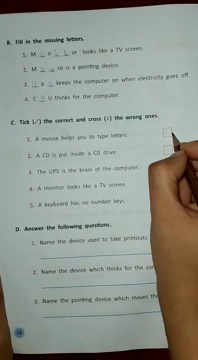 B. Fill in the missing letters.
1. M _ n _ _ or looks like a TV screen.
2. M _ _ se is a pointing device.
3. U P S keeps the computer on when electricity goes off.
4. C P U thinks for the computer.
C. Tick (✓) the correct and cross (x) the wrong ones.
1. A mouse helps you to type letters.
2. A CD is put inside a CD drive.
3. The UPS is the brain of the computer.
4. A monitor looks like a TV screen.
5. A keyboard has no number keys.
D. Answer the following questions.
1. Name the device used to take printouts.
2. Name the device which thinks for the
3. Name the pointing device which moves